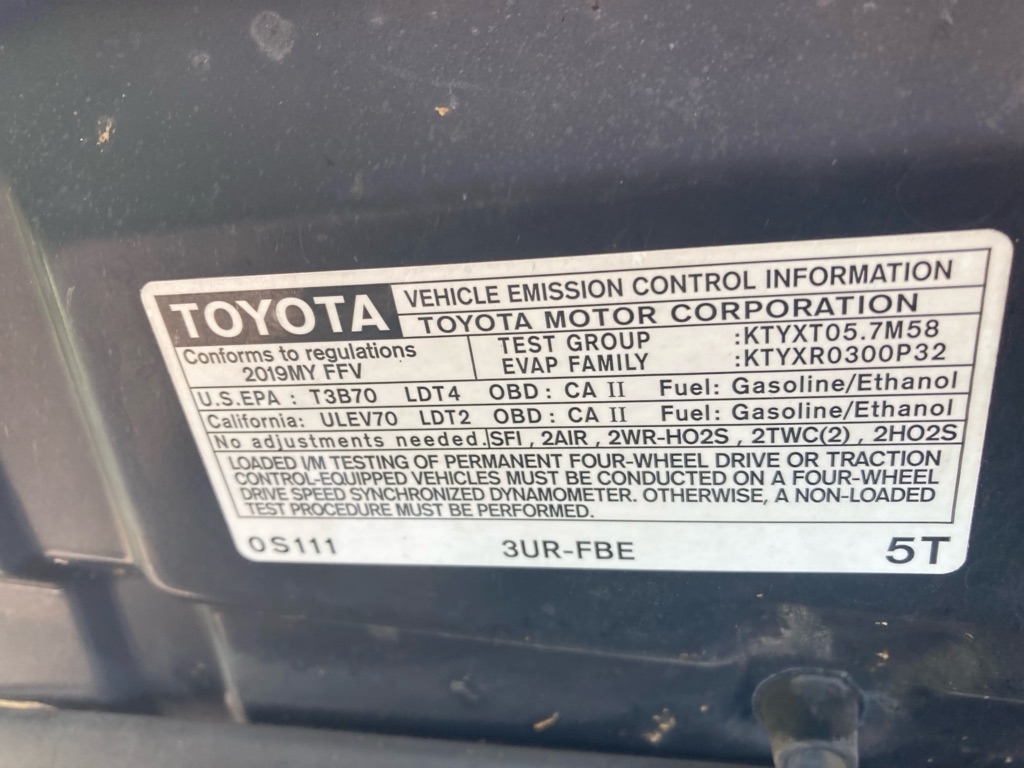 TOYOTA
VEHICLE EMISSION CONTROL INFORMATION
TOYOTA MOTOR CORPORATION
Conforms to regulations
2019MY FFV
TEST GROUP :KTYXT05.7M58
EVAP FAMILY :KTYXR0300P32
U.S.EPA : T3B70 LDT4 OBD : CA II Fuel: Gasoline/Ethanol
California: ULEV70 LDT2 OBD : CA II Fuel: Gasoline/Ethanol
No adjustments needed. SFI , 2AIR , 2WR-HO2S , 2TWC(2) , 2HO2S
LOADED I/M TESTING OF PERMANENT FOUR-WHEEL DRIVE OR TRACTION
CONTROL-EQUIPPED VEHICLES MUST BE CONDUCTED ON A FOUR-WHEEL
DRIVE SPEED SYNCHRONIZED DYNAMOMETER. OTHERWISE, A NON-LOADED
TEST PROCEDURE MUST BE PERFORMED.
0S111 3UR-FBE 5T